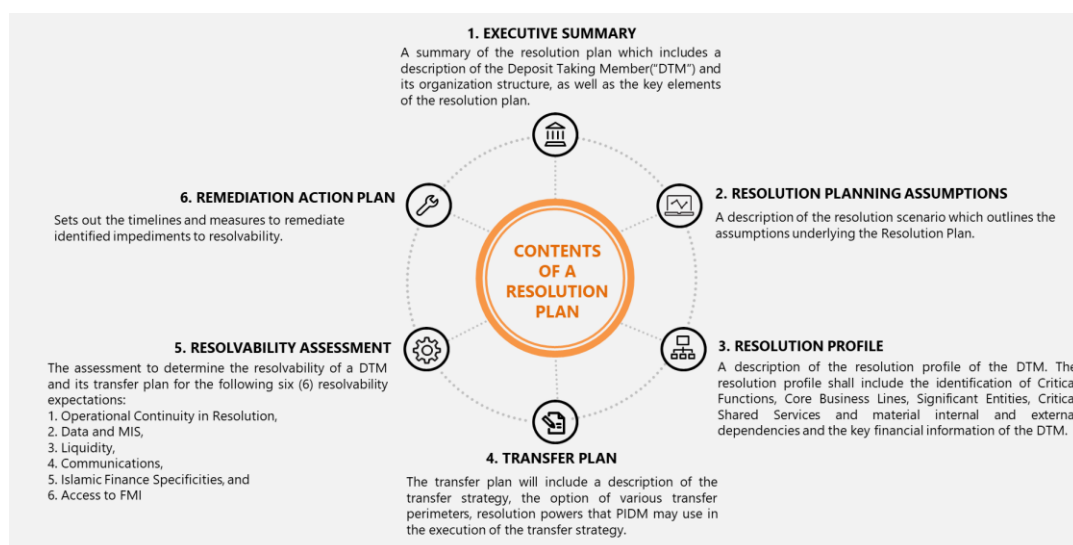 1. EXECUTIVE SUMMARY
A summary of the resolution plan which includes a
description of the Deposit Taking Member("DTM") and
its organization structure, as well as the key elements
of the resolution plan.
2. RESOLUTION PLANNING ASSUMPTIONS
A description of the resolution scenario which outlines the
assumptions underlying the Resolution Plan.
3. RESOLUTION PROFILE
A description of the resolution profile of the DTM. The
resolution profile shall include the identification of Critica
Functions, Core Business Lines, Significant Entities, Critica
Shared Services and material internal and externa
dependencies and the key financial information of the DTM.
4. TRANSFER PLAN
The transfer plan will include a description of the
transfer strategy, the option of various transfer
perimeters, resolution powers that PIDM may use in
the execution of the transfer strategy.
5. RESOLVABILITY ASSESSMENT
The assessment to determine the resolvability of a DTM
and its transfer plan for the following six (6) resolvability
expectations:
1. Operational Continuity in Resolution,
2. Data and MIS,
3. Liquidity,
4. Communications,
5. Islamic Finance Specificities, and
6. Access to FMI
6. REMEDIATION ACTION PLAN
Sets out the timelines and measures to remediate
identified impediments to resolvability.
CONTENTS
OF A
RESOLUTION
PLAN